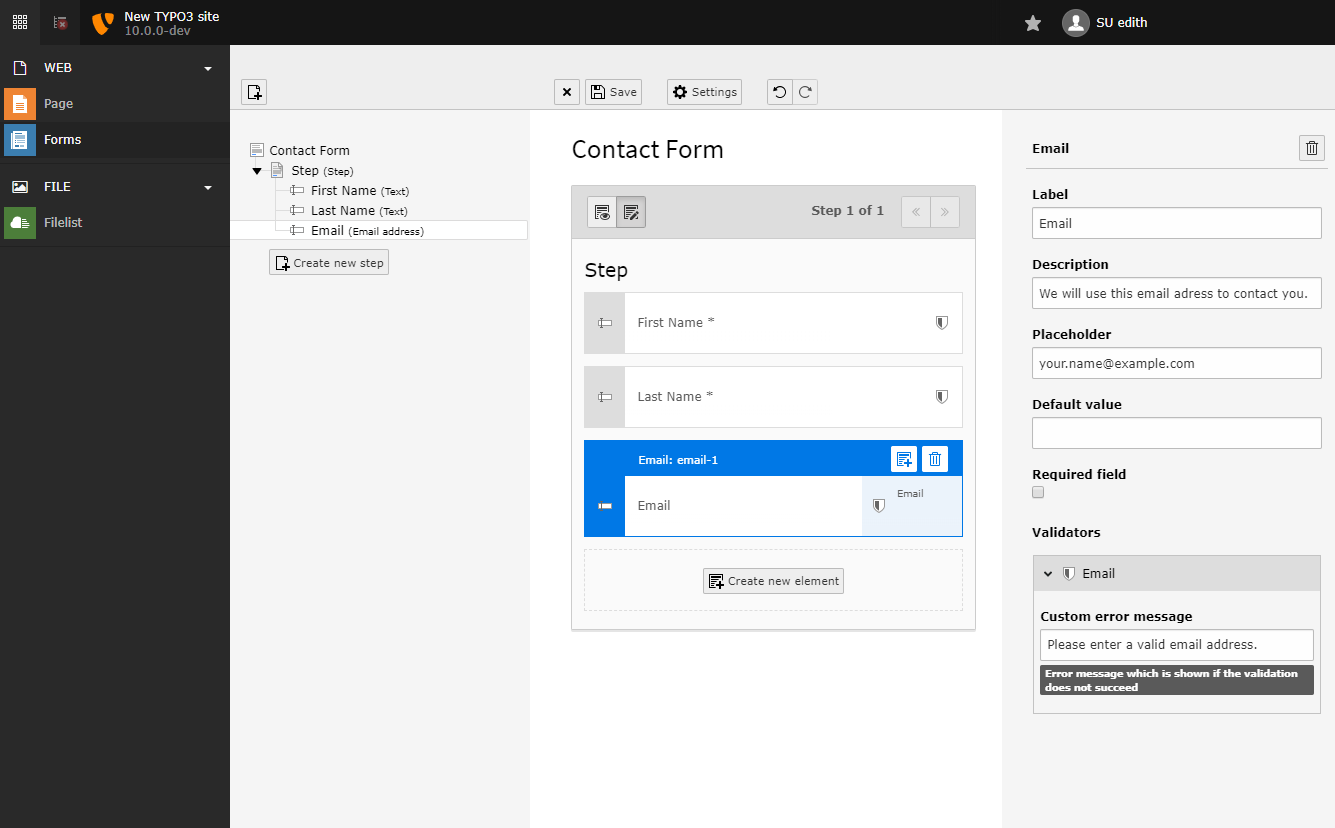 New TYPO3 site
10.0.0-dev
SU edith
WEB
Page
Forms
FILE
Filelist
Save
Settings
Contact Form
Step (Step)
First Name (Text)
Last Name (Text)
Email (Email address)
Create new step
Contact Form
Step 1 of 1
Step
First Name *
Last Name *
Email: email-1
Email
Email
Create new element
Email
Label
Email
Description
We will use this email adress to contact you.
Placeholder
your.name@example.com
Default value
Required field
Validators
Email
Custom error message
Please enter a valid email address.
Error message which is shown if the validation
does not succeed